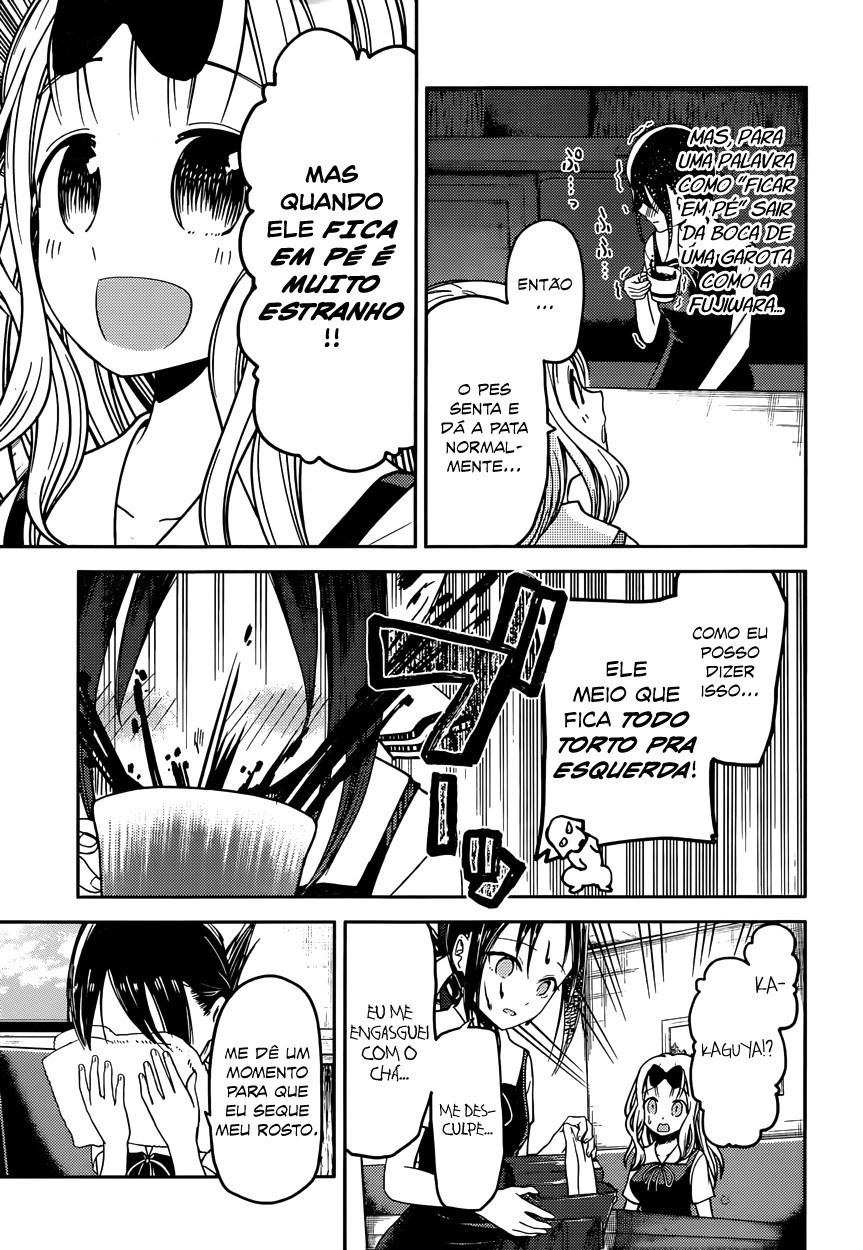 MAS, PARA
UMA PALAVRA
COMO "FICAR
EM PÉ" SAIR
DA BOCA DE
UMA GAROTA
COMO A
FUJIWARA...
ぷ…
ふふ…
ENTÃO
...
O PES
SENTA E
DÁ A PATA
NORMAL-
MENTE...
MAS
QUANDO
ELE FICA
EM PÉ É
MUITO
ESTRANHO
!!
COMO EU
POSSO
DIZER
ISSO...
ELE
MEIO QUE
FICA TODO
TORTO PRA
ESQUERDA!
KA-
KAGUYA!?
EU ME
ENGASGUEI
COM O
CHÁ...
ME DES-
CULPE...
ME DÊ UM
MOMENTO
PARA QUE
EU SEQUE
MEU ROSTO.